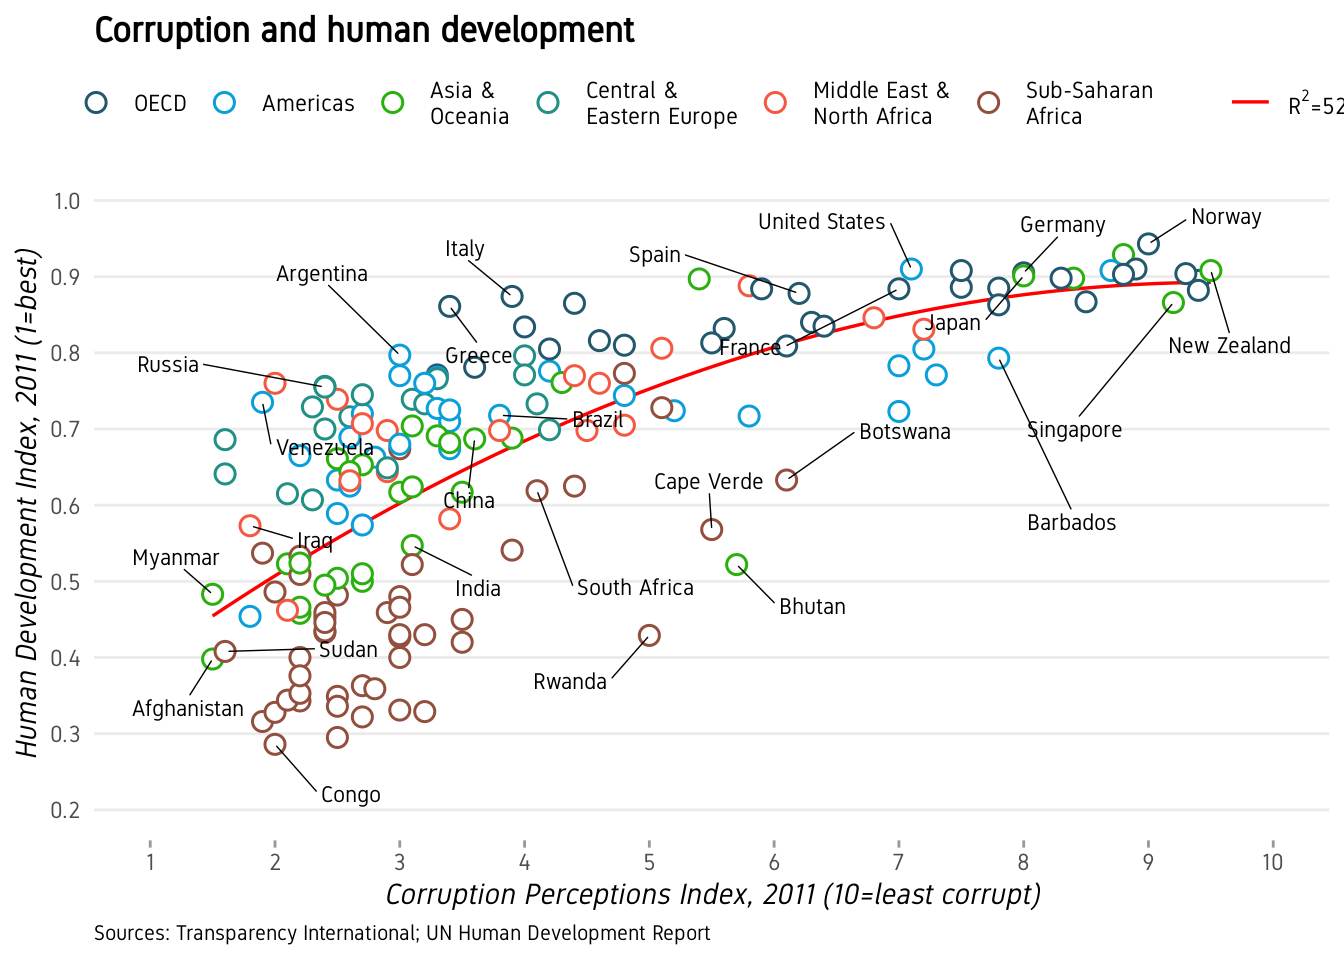 Corruption and human development
OECD
Americas
Asia &
Oceania
Central &
Eastern Europe
Middle East &
North Africa
Sub-Saharan
Africa
R²=52
Human Development Index, 2011 (1=best)
1.0
0.9
0.8
0.7
0.6
0.5
0.4
0.3
0.2
Norway
United States
Germany
Italy
Spain
Argentina
Japan
New Zealand
France
Greece
Russia
Brazil
Singapore
Botswana
Venezuela
Cape Verde
China
Barbados
Iraq
Myanmar
India
South Africa
Bhutan
Sudan
Rwanda
Afghanistan
Congo
1 2 3 4 5 6 7 8 9 10
Corruption Perceptions Index, 2011 (10=least corrupt)
Sources: Transparency International; UN Human Development Report